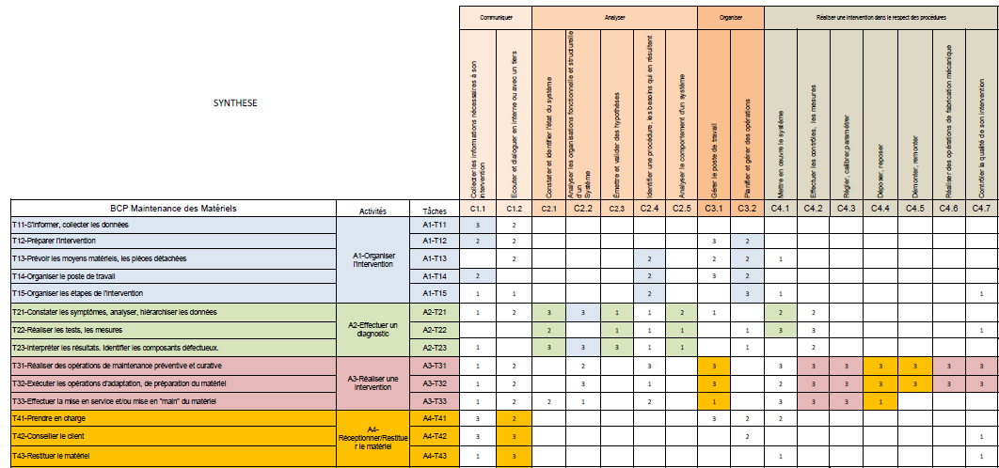 Communiquer Analyser Organiser Réaliser une intervention dans le respect des procédures
SYNTHESE
Collecter les informations nécessaires à son
intervention
Ecouter et dialoguer en interne ou avec un tiers
Constater et identifier l'état du système
Analyser les organisations fonctionnelle et structurelle
d'un
Système
Émettre et valider des hypothèses
Identifier une procédure, les besoins qui en résultent
Analyser le comportement d'un système
Gérer le poste de travail
Planifier et gérer des opérations
Mettre en œuvre le système
Effectuer les contrôles, les mesures
Régler, calibrer,paramétrer
Déposer, reposer
Démonter, remonter
Réaliser des opérations de fabrication mécanique
Contrôler la qualité de son intervention
BCP Maintenance des Matériels Activités Tâches C1.1 C1.2 C2.1 C2.2 C2.3 C2.4 C2.5 C3.1 C3.2 C4.1 C4.2 C4.3 C4.4 C4.5 C4.6 C4.7
T11-S'informer, collecter les données A1-T11 3 2
T12-Préparer l'intervention A1-T12 2 2 3 2
A1-Organiser
l'intervention
T13-Prévoir les moyens matériels, les pièces détachées A1-T13 2 2 2 2 1
T14-Organiser le poste de travail A1-T14 2 2 3 2
T15-Organiser les étapes de l'intervention A1-T15 1 1 2 3 1 1
T21-Constater les symptômes, analyser, hiérarchiser les données A2-T21 1 2 3 3 1 1 2 1 2 2
A2-Effectuer un
diagnostic
T22-Réaliser les tests, les mesures A2-T22 2 1 1 1 1 3 3 1
T23-Interpréter les résultats. Identifier les composants défectueux. A2-T23 1 3 3 3 1 1 1 2
T31-Réaliser des opérations de maintenance préventive et curative A3-T31 1 2 2 3 3 3 3 3 3 3 3 3
A3-Réaliser une
intervention
T32-Exécuter les opérations d'adaptation, de préparation du matériel A3-T32 1 2 3 1 3 2 3 3 3 3 3 3
T33-Effectuer la mise en service et/ou mise en "main" du matériel A3-T33 1 2 2 1 2 1 3 3 3 1
T41-Prendre en charge A4-T41 3 2 3 2 2
A4-
Réceptionner/Restitue
r le matériel
T42-Conseiller le client A4-T42 3 3 2 1
T43-Restituer le matériel A4-T43 1 3 1 1